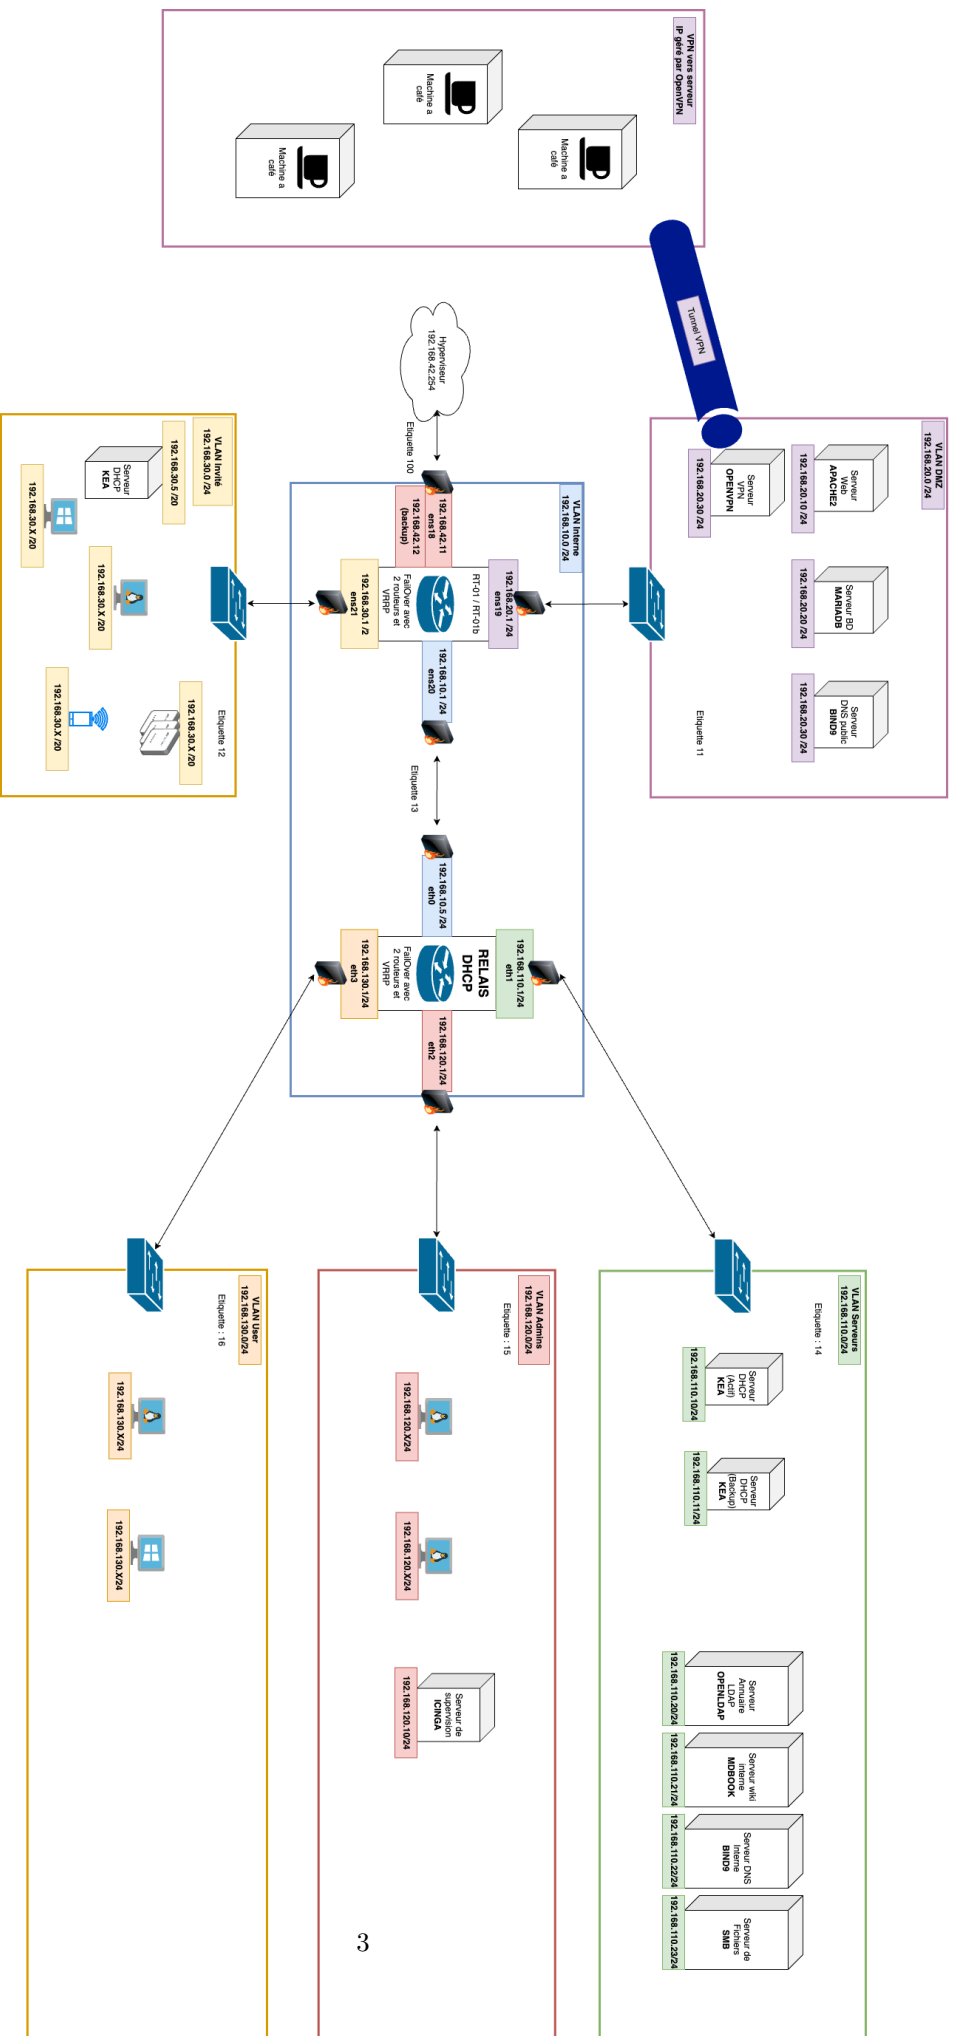 VPN vers serveur
IP géré par OpenVPN
Machine a
café
Machine a
café
Machine a
café
Tunnel VPN
VLAN DMZ
192.168.20.0 /24
Serveur
Web
APACHE2
192.168.20.10 /24
Serveur BD
MARIADB
192.168.20.20 /24
Serveur
DNS public
BIND9
192.168.20.30 /24
Serveur
VPN
OPENVPN
192.168.20.30 /24
Etiquette 11
Hyperviseur
192.168.42.254
Etiquette 100
VLAN Interne
192.168.10.0 /24
192.168.42.11
ens18
192.168.42.12
(backup)
192.168.20.1 /24
ens19
RT-01 / RT-01b
FailOver avec
2 routeurs et
VRRP
192.168.30.1 /2
ens21
192.168.10.1 /24
ens20
Etiquette 13
192.168.10.5 /24
eth0
192.168.110.1/24
eth1
RELAIS
DHCP
FailOver avec
2 routeurs et
VRRP
192.168.130.1/24
eth3
192.168.120.1/24
eth2
VLAN Invité
192.168.30.0 /24
192.168.30.5 /20
Serveur
DHCP
KEA
192.168.30.X /20
192.168.30.X /20
192.168.30.X /20
192.168.30.X /20
Etiquette 12
VLAN Serveurs
192.168.110.0/24
Etiquette : 14
Serveur
DHCP
(Actif)
KEA
192.168.110.10/24
Serveur
DHCP
(Backup)
KEA
192.168.110.11/24
Serveur
Annuaire
LDAP
OPENLDAP
192.168.110.20/24
Serveur wiki
interne
MDBOOK
192.168.110.21/24
Serveur DNS
Interne
BIND9
192.168.110.22/24
Serveur de
Fichiers
SMB
192.168.110.23/24
VLAN Admins
192.168.120.0/24
Etiquette : 15
192.168.120.X/24
192.168.120.X/24
Serveur de
supervision
ICINGA
192.168.120.10/24
VLAN User
192.168.130.0/24
Etiquette : 16
192.168.130.X/24
192.168.130.X/24
3